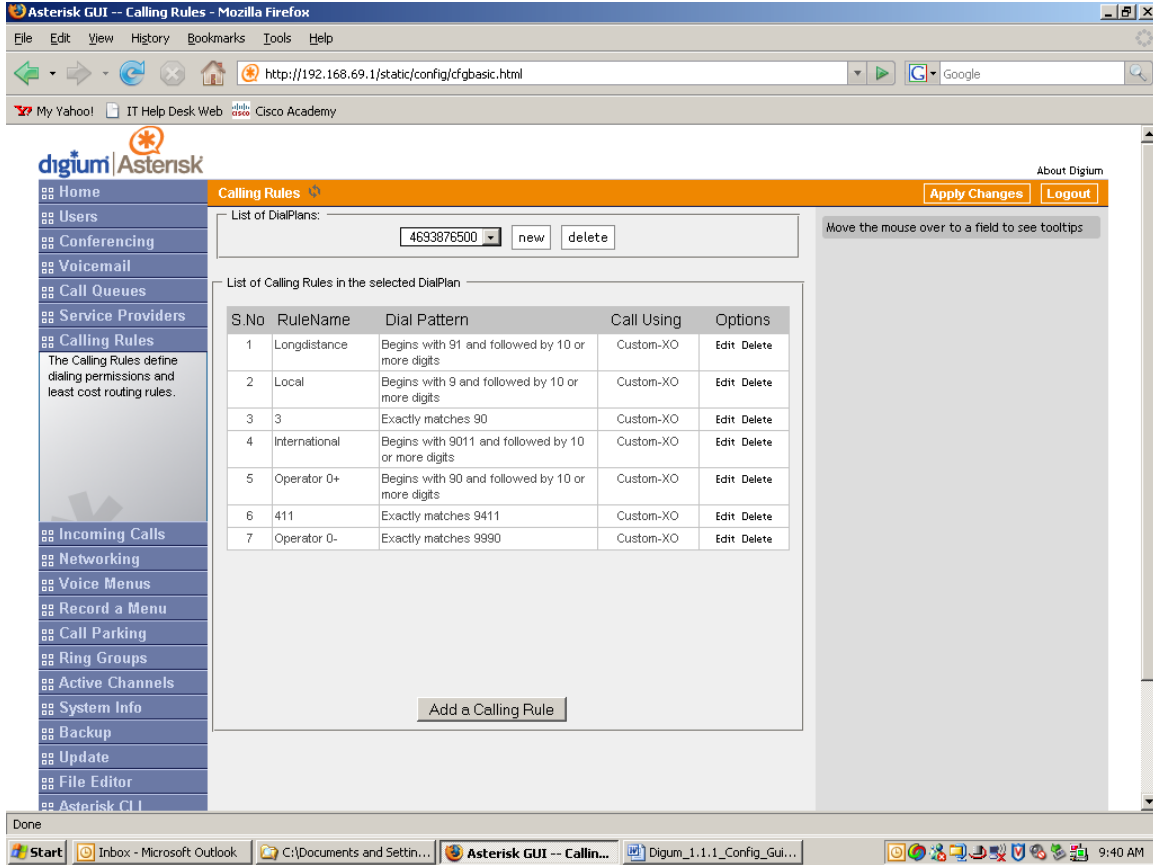 Asterisk GUI -- Calling Rules - Mozilla Firefox
File Edit View History Bookmarks Tools Help
http://192.168.69.1/static/config/cfgbasic.html
G Google
My Yahoo! IT Help Desk Web Cisco Academy
digium Asterisk
About Digium
Home
Calling Rules
Apply Changes Logout
Users
Conferencing
Voicemail
Call Queues
Service Providers
Calling Rules
The Calling Rules define
dialing permissions and
least cost routing rules.
Incoming Calls
Networking
Voice Menus
Record a Menu
Call Parking
Ring Groups
Active Channels
System Info
Backup
Update
File Editor
Asterisk CLI
List of DialPlans:
4693876500 new delete
List of Calling Rules in the selected DialPlan
S.No RuleName Dial Pattern Call Using Options
1 Longdistance Begins with 91 and followed by 10 or Custom-XO Edit Delete
more digits
2 Local Begins with 9 and followed by 10 or Custom-XO Edit Delete
more digits
3 3 Exactly matches 90 Custom-XO Edit Delete
4 International Begins with 9011 and followed by 10 Custom-XO Edit Delete
or more digits
5 Operator 0+ Begins with 90 and followed by 10 or Custom-XO Edit Delete
more digits
6 411 Exactly matches 9411 Custom-XO Edit Delete
7 Operator 0- Exactly matches 9990 Custom-XO Edit Delete
Add a Calling Rule
Move the mouse over to a field to see tooltips
Done
Start Inbox - Microsoft Outlook C:\Documents and Settin... Asterisk GUI -- Callin... Digum_1.1.1_Config_Gui... 9:40 AM